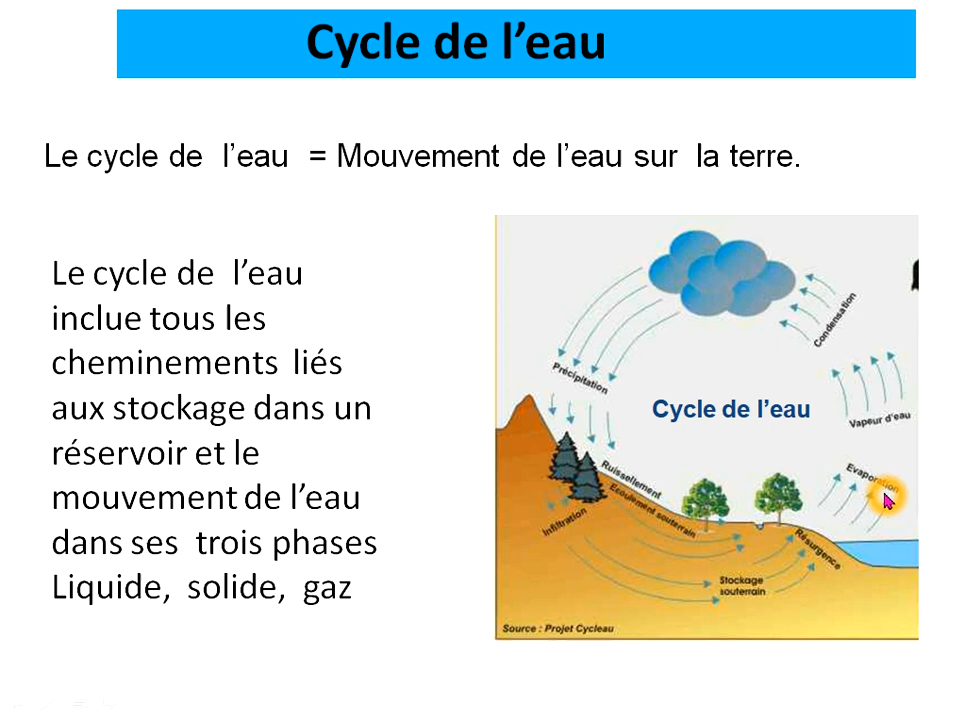 Cycle de l’eau
Le cycle de l’eau = Mouvement de l’eau sur la terre.
Le cycle de l’eau
inclue tous les
cheminements liés
aux stockage dans un
réservoir et le
mouvement de l’eau
dans ses trois phases
Liquide, solide, gaz
Condensation
Précipitation
Cycle de l’eau
Vapeur d’eau
Evaporation
Ruissellement
Ecoulement souterrain
Infiltration
Résurgence
Stockage
souterrain
Source : Projet Cycleau